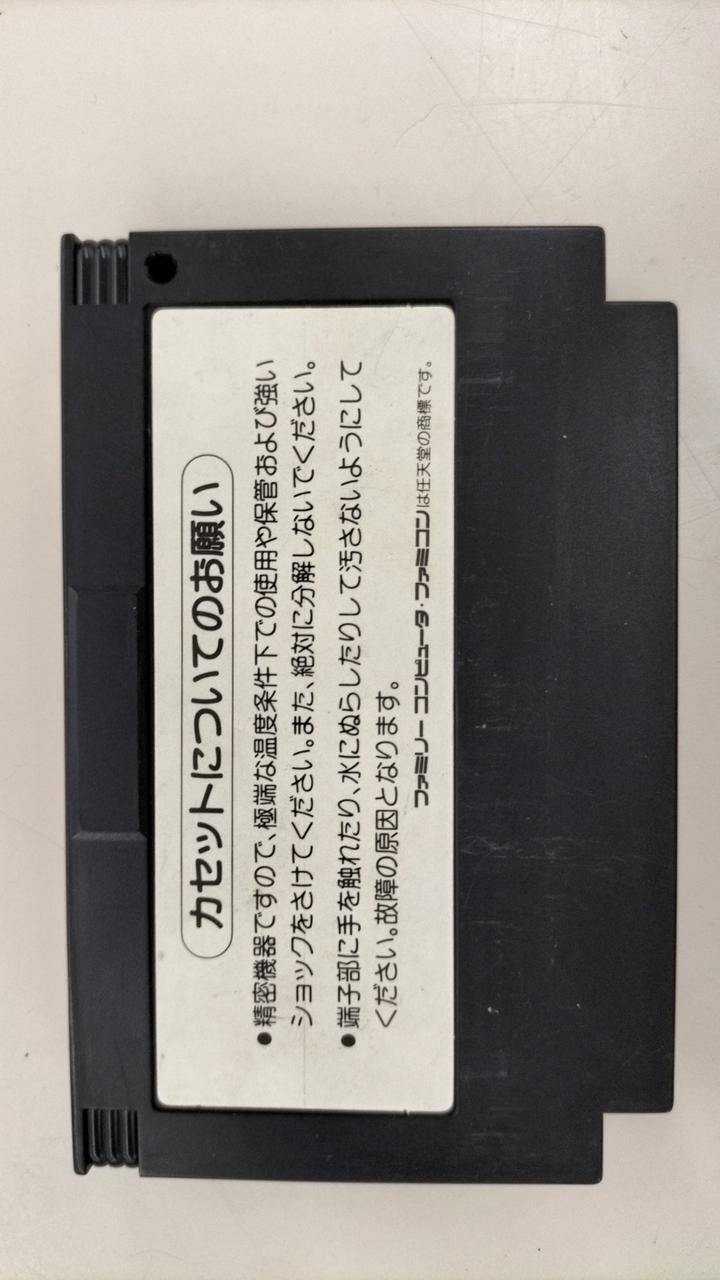 カセットについてのお願い
●精密機器ですので、極端な温度条件下での使用や保管および強い
ショックをさけてください。また、絶対に分解しないでください。
●端子部に手を触れたり、水にぬらしたりして汚さないようにして
ください。故障の原因となります。
ファミリーコンピュータ・ファミコンは任天堂の商標です。